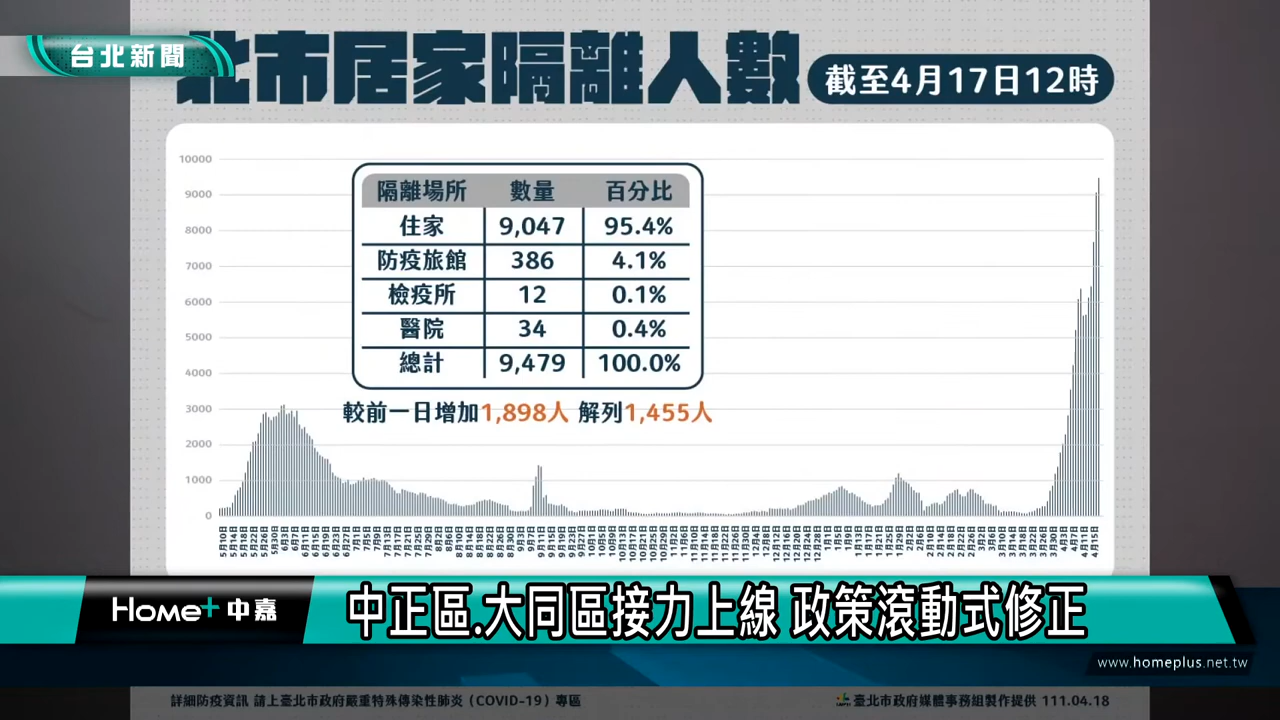 台北新聞
北市居家隔離人數
截至4月17日12時
10000
9000
8000
7000
6000
5000
4000
3000
2000
1000
0
隔離場所 數量 百分比
住家 9,047 95.4%
防疫旅館 386 4.1%
檢疫所 12 0.1%
醫院 34 0.4%
總計 9,479 100.0%
較前一日增加1,898人 解列1,455人
Home+中嘉
中正區.大同區接力上線 政策滾動式修正
www.homeplus.net.tw
詳細防疫資訊 請上臺北市政府嚴重特殊傳染性肺炎（COVID-19）專區
臺北市政府媒體事務組製作提供 111.04.18